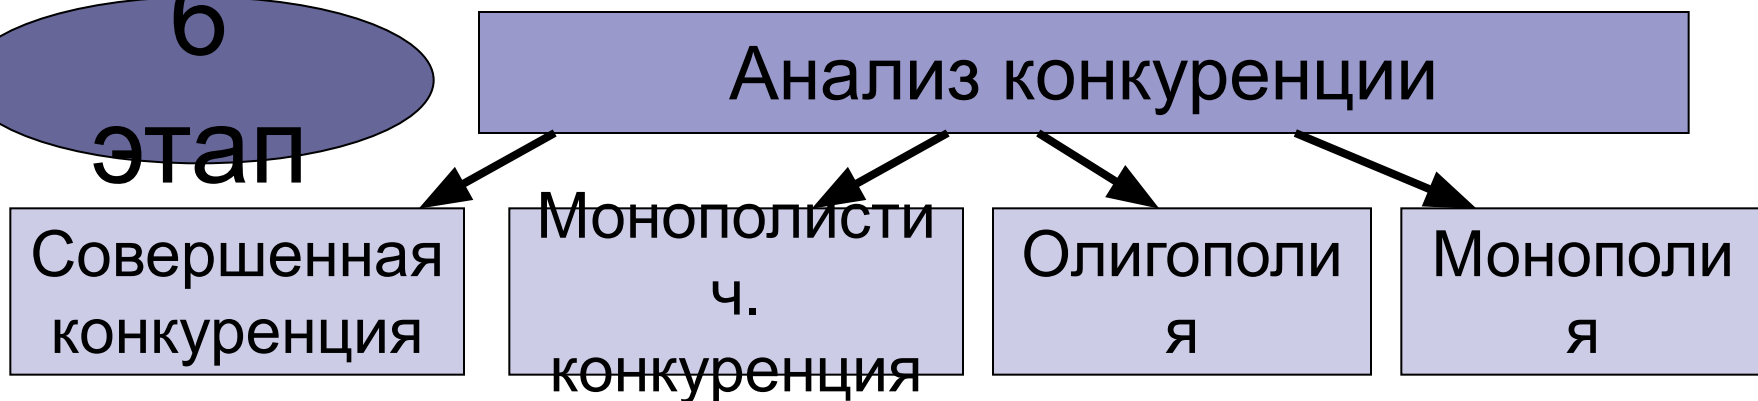 6
этап
Анализ конкуренции
Совершенная
конкуренция
Монополисти
ч.
конкуренция
Олигополи
я
Монополи
я